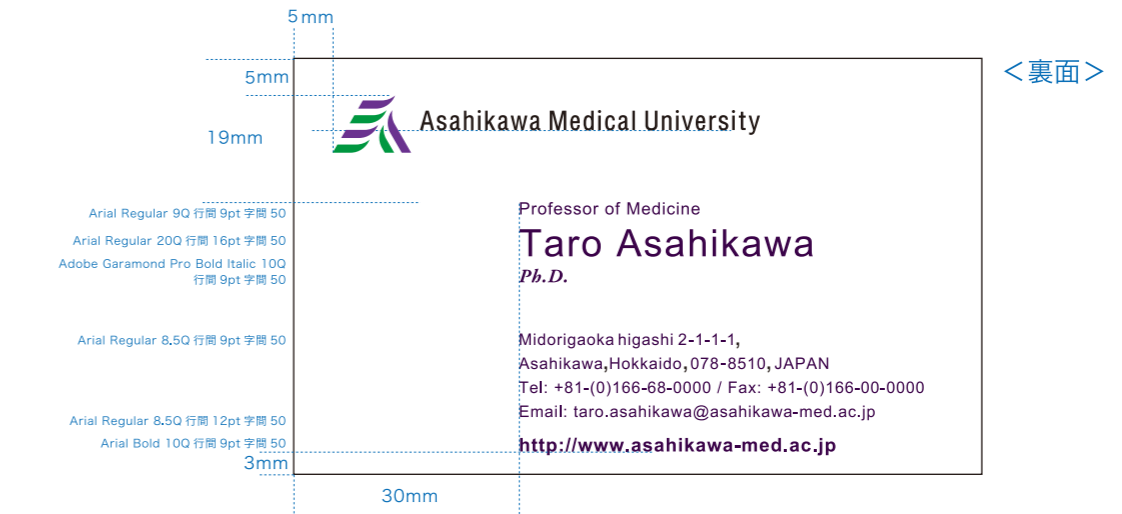 5mm
<裏面>
5mm
Asahikawa Medical University
19mm
Arial Regular 9Q 行間 9pt 字間 50
Professor of Medicine
Arial Regular 20Q 行間 16pt 字間 50
Taro Asahikawa
Adobe Garamond Pro Bold Italic 10Q
行間 9pt 字間 50
Ph.D.
Arial Regular 8.5Q 行間 9pt 字間 50
Midorigaoka higashi 2-1-1-1,
Asahikawa,Hokkaido,078-8510, JAPAN
Tel: +81-(0)166-68-0000 / Fax: +81-(0)166-00-0000
Arial Regular 8.5Q 行間 12pt 字間 50
Email: taro.asahikawa@asahikawa-med.ac.jp
Arial Bold 10Q 行間 9pt 字間 50
http://www.asahikawa-med.ac.jp
3mm
30mm